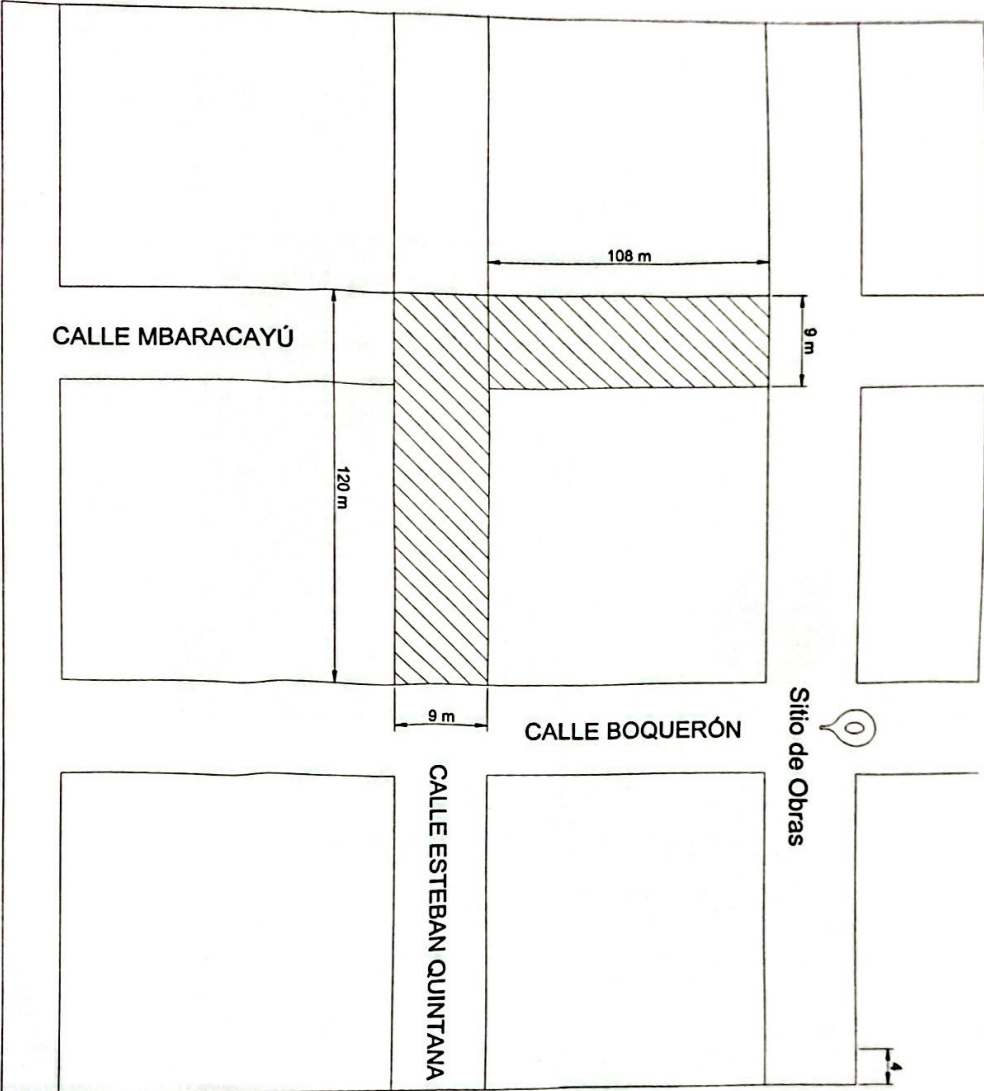 108 m
9 m
CALLE MBARACAYÚ
120 m
9 m
CALLE BOQUERÓN
Sitio de Obras
CALLE ESTEBAN QUINTANA
4